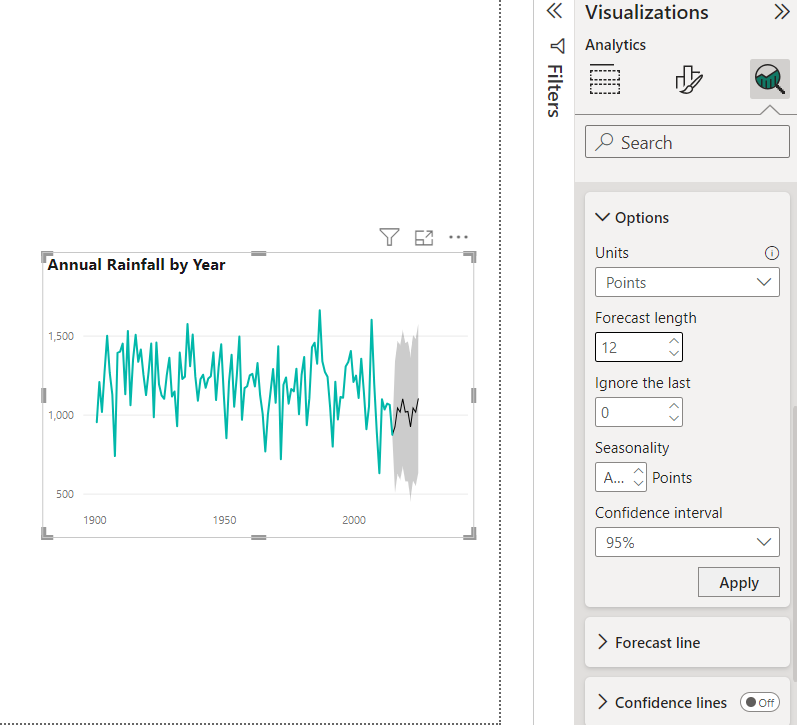 Visualizations
Analytics
Filters
Search
Options
Units
Points
Forecast length
12
Ignore the last
0
Seasonality
A... Points
Confidence interval
95%
Apply
Forecast line
Confidence lines Off
Annual Rainfall by Year
1,500
1,000
500
1900 1950 2000